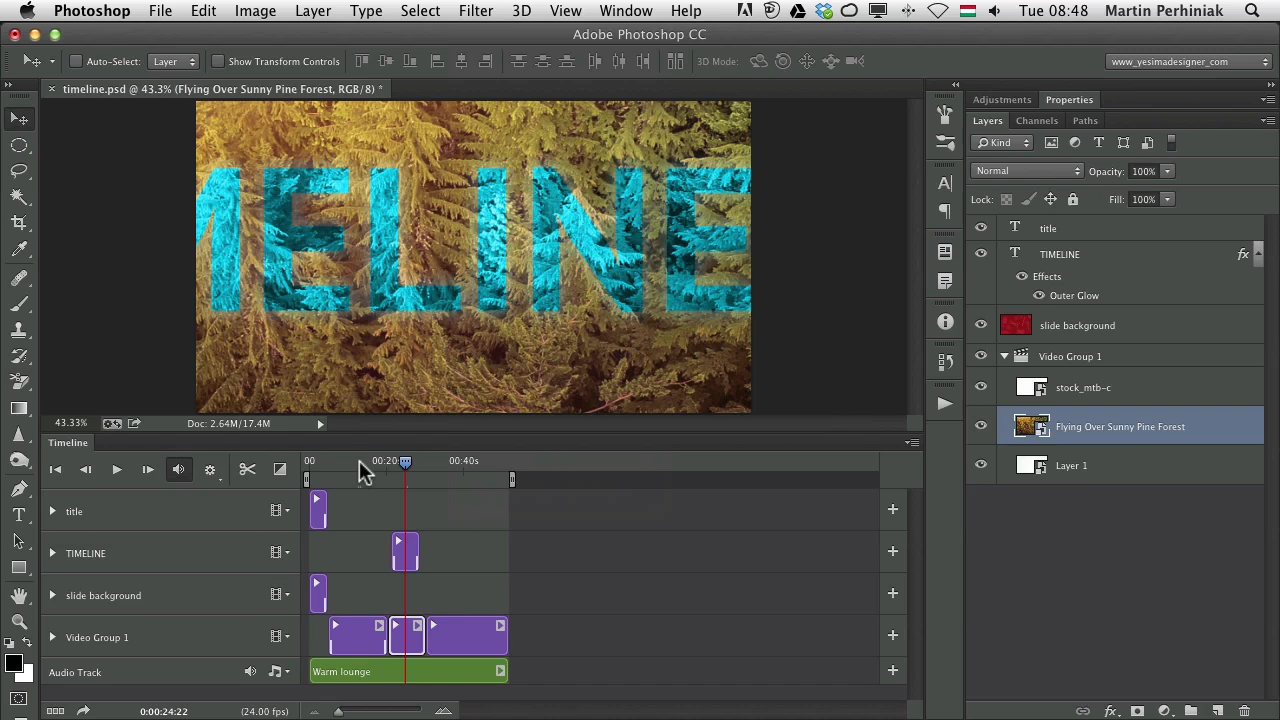 Photoshop File Edit Image Layer Type Select Filter 3D View Window Help Tue 08:48 Martin Perhiniak
Adobe Photoshop CC
Auto-Select: Layer Show Transform Controls 3D Mode: www_yesimadesigner_com
timeline.psd @ 43.3% (Flying Over Sunny Pine Forest, RGB/8) *
Adjustments Properties
Layers Channels Paths
Kind T
Normal Opacity: 100%
Lock: Fill: 100%
T title
T TIMELINE fx
Effects
Outer Glow
slide background
Video Group 1
stock_mtb-c
Flying Over Sunny Pine Forest
Layer 1
MELINE
43.33% Doc: 2.64M/17.4M
Timeline
00 00:20 00:40s
title
TIMELINE
slide background
Video Group 1
Audio Track Warm lounge
0:00:24:22 (24.00 fps)